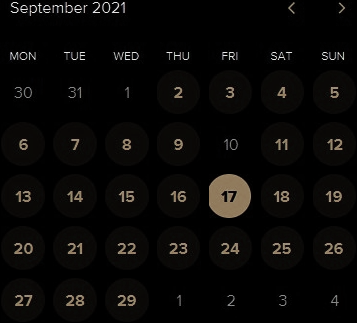 September 2021
MON TUE WED THU FRI SAT SUN
30 31 1 2 3 4 5
6 7 8 9 10 11 12
13 14 15 16 17 18 19
20 21 22 23 24 25 26
27 28 29 1 2 3 4